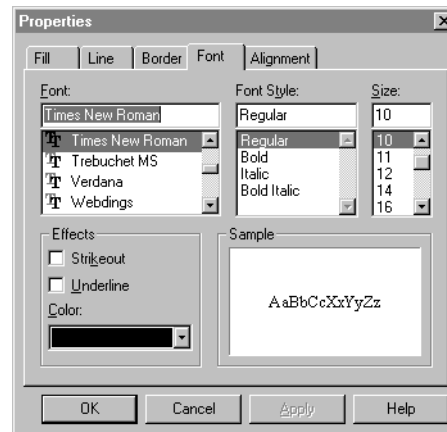 Properties
Fill Line Border Font Alignment
Font: Font Style: Size:
Times New Roman Regular 10
Times New Roman Regular 10
Trebuchet MS Bold 11
Verdana Italic 12
Webdings Bold Italic 14
16
Effects Sample
Strikeout
Underline
AaBbCcXxYyZz
Color:
OK Cancel Apply Help